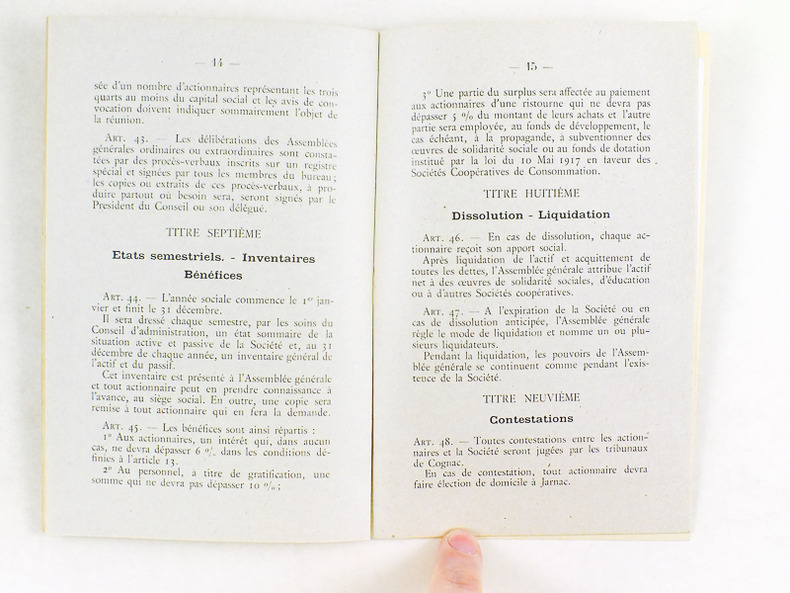 — 14 —
sée d'un nombre d'actionnaires représentant les trois
quarts au moins du capital social et les avis de con-
vocation doivent indiquer sommairement l'objet de
la réunion.
ART. 43. — Les délibérations des Assemblées
générales ordinaires ou extraordinaires sont consta-
tées par des procès-verbaux inscrits sur un registre
spécial et signées par tous les membres du bureau;
les copies ou extraits de ces procès-verbaux, à pro-
duire partout où besoin sera, seront signés par le
President du Conseil ou son délégué.
TITRE SEPTIÈME
Etats semestriels. - Inventaires
Bénéfices
ART. 44. — L'année sociale commence le 1er jan-
vier et finit le 31 décembre.
Il sera dressé chaque semestre, par les soins du
Conseil d'administration, un état sommaire de la
situation active et passive de la Société et, au 31
décembre de chaque année, un inventaire général de
l'actif et du passif.
Cet inventaire est présenté à l'Assemblée générale
et tout actionnaire peut en prendre connaissance à
l'avance, au siège social. En outre, une copie sera
remise à tout actionnaire qui en fera la demande.
ART. 45. — Les bénéfices sont ainsi répartis :
1° Aux actionnaires, un intérêt qui, dans aucun
cas, ne devra dépasser 6 % dans les conditions dé-
finies à l'article 13.
2° Au personnel, à titre de gratification, une
somme qui ne devra pas dépasser 10 % ;
— 15 —
3° Une partie du surplus sera affectée au paiement
aux actionnaires d'une ristourne qui ne devra pas
dépasser 5 % du montant de leurs achats et l'autre
partie sera employée, au fonds de développement, le
cas échéant, à la propagande, à subventionner des
œuvres de solidarité sociale ou au fonds de dotation
institué par la loi du 10 Mai 1917 en faveur des
Sociétés Coopératives de Consommation.
TITRE HUITIÈME
Dissolution - Liquidation
ART. 46. — En cas de dissolution, chaque ac-
tionnaire reçoit son apport social.
Après liquidation de l'actif et acquittement de
toutes les dettes, l'Assemblée générale attribue l'actif
net à des œuvres de solidarité sociales, d'éducation
ou à d'autres Sociétés coopératives.
ART. 47. — A l'expiration de la Société ou en
cas de dissolution anticipée, l'Assemblée générale
règle le mode de liquidation et nomme un ou plu-
sieurs liquidateurs.
Pendant la liquidation, les pouvoirs de l'Assem-
blée générale se continuent comme pendant l'exis-
tence de la Société.
TITRE NEUVIÈME
Contestations
ART. 48. — Toutes contestations entre les action-
naires et la Société seront jugées par les tribunaux
de Cognac.
En cas de contestation, tout actionnaire devra
faire élection de domicile à Jarnac.